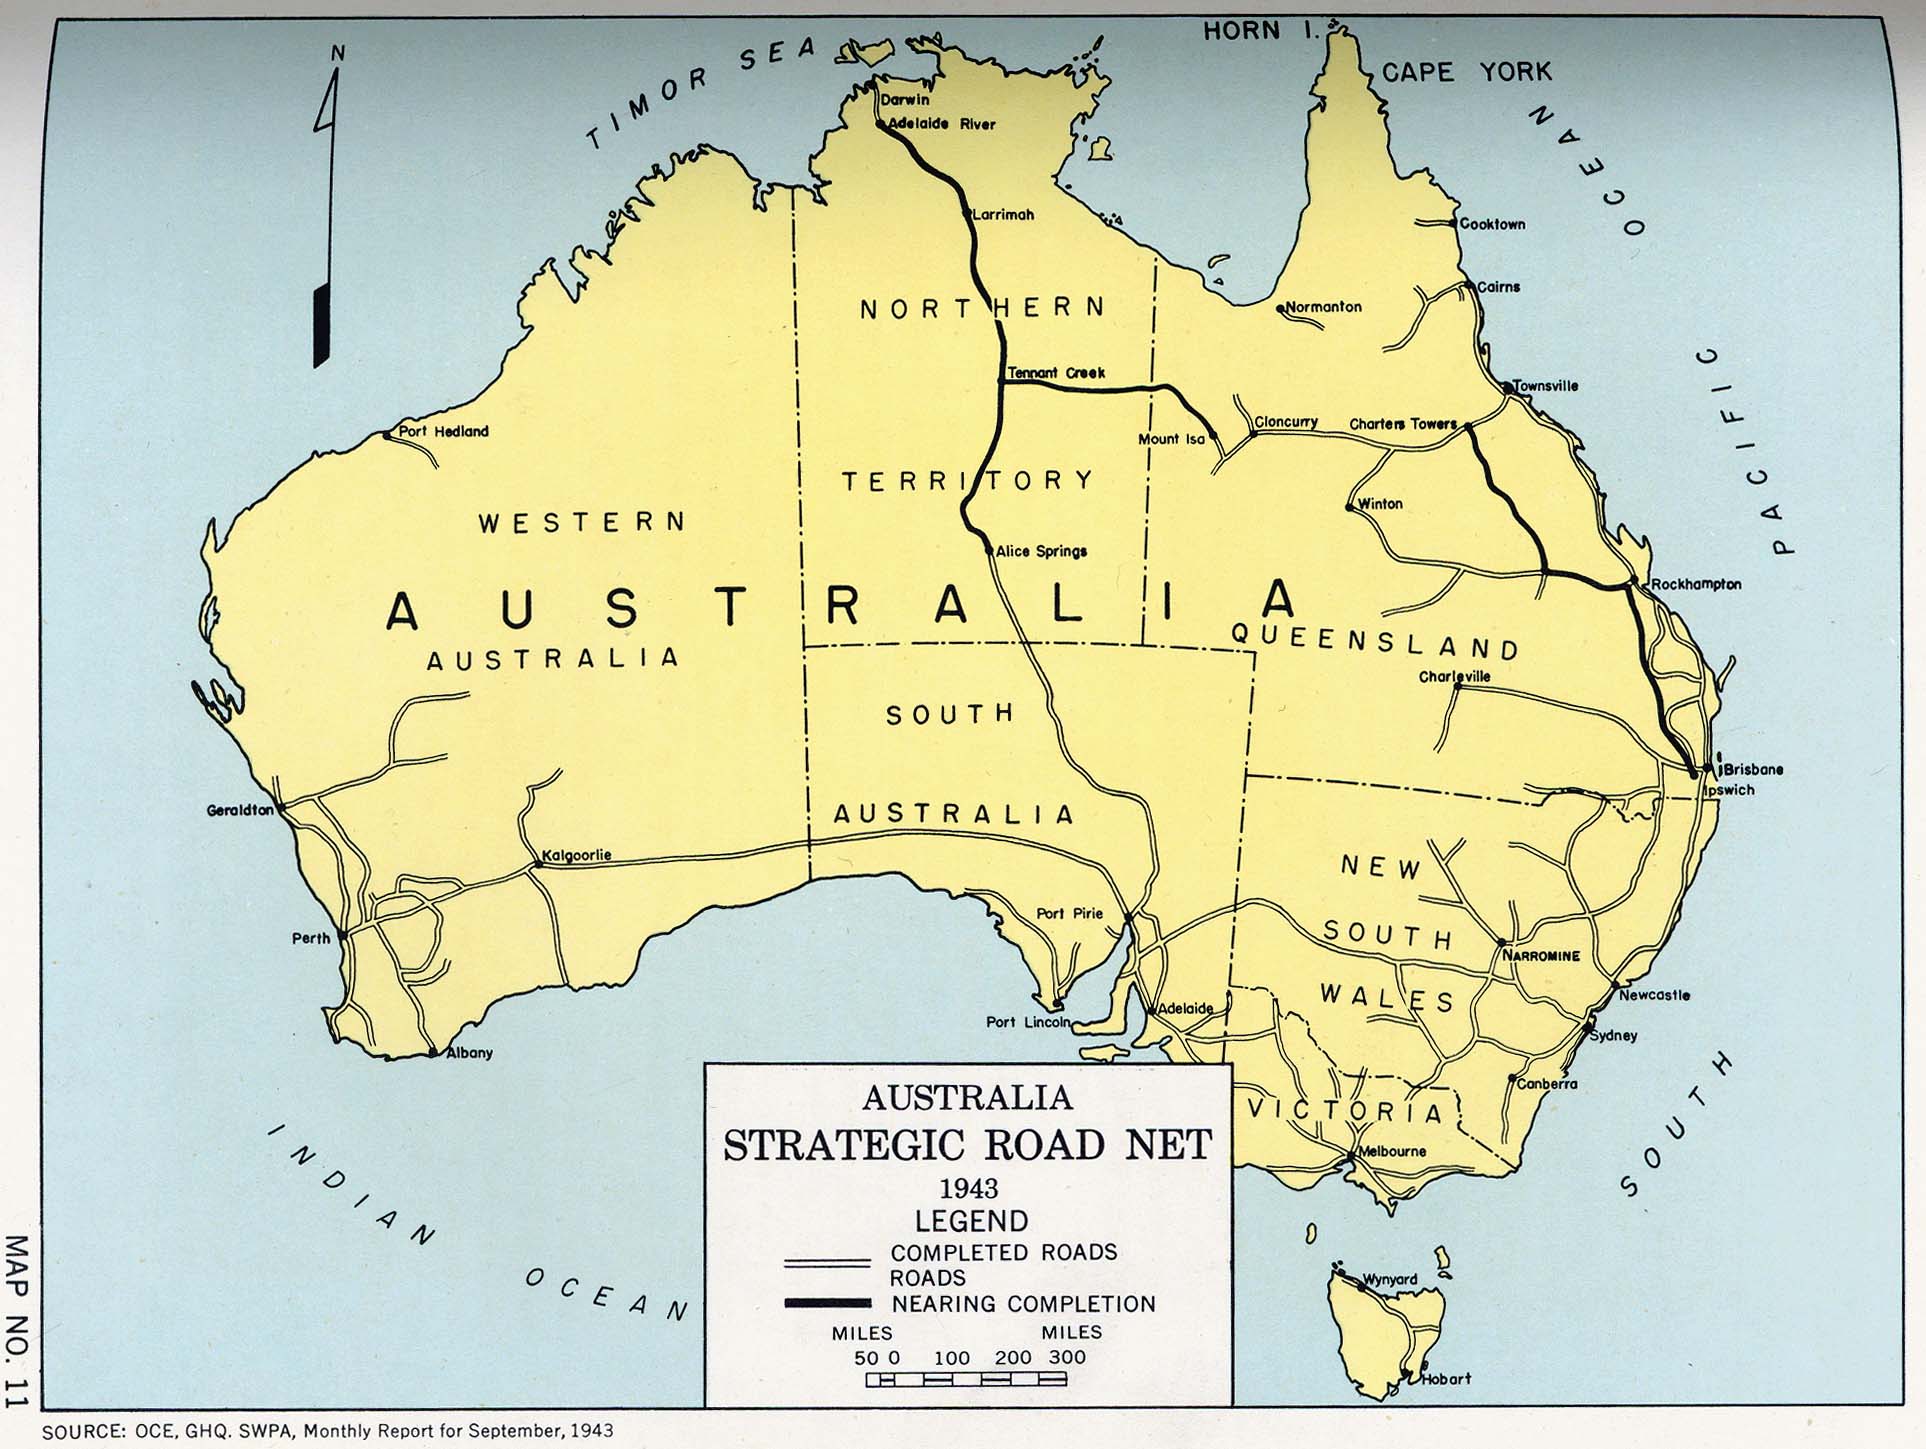 HORN I.
CAPE YORK
N
TIMOR SEA
Darwin
Adelaide River
Larrimah
Cooktown
Cairns
Normanton
NORTHERN
Tennant Creek
Townsville
Cloncurry
Charters Towers
Mount Isa
Port Hedland
TERRITORY
Winton
WESTERN
Alice Springs
Rockhampton
AUSTRALIA
AUSTRALIA
QUEENSLAND
Charleville
SOUTH
AUSTRALIA
Brisbane
Ipswich
Geraldton
Kalgoorlie
NEW
SOUTH
WALES
Port Pirie
Perth
NARROMINE
Newcastle
Adelaide
Port Lincoln
Sydney
Albany
Canberra
VICTORIA
Melbourne
Wynyard
Hobart
SOUTH
PACIFIC
OCEAN
INDIAN
OCEAN
AUSTRALIA
STRATEGIC ROAD NET
1943
LEGEND
COMPLETED ROADS
ROADS
NEARING COMPLETION
MILES MILES
50 0 100 200 300
MAP NO. 11
SOURCE: OCE, GHQ. SWPA, Monthly Report for September, 1943